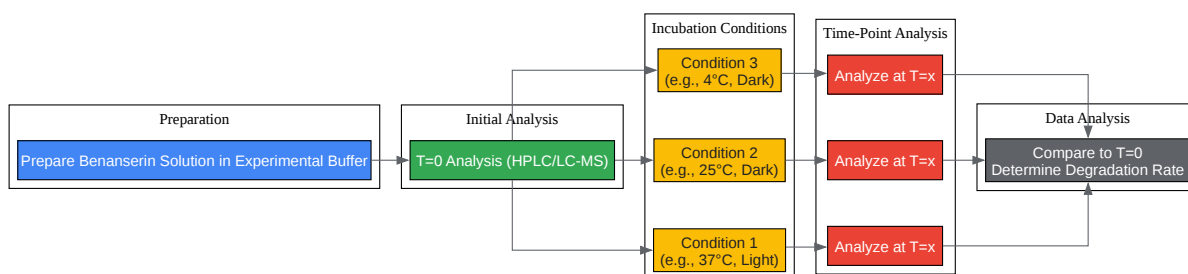 Preparation
Prepare Benanserin Solution in Experimental Buffer
Initial Analysis
T=0 Analysis (HPLC/LC-MS)
Incubation Conditions
Condition 3
(e.g., 4°C, Dark)
Condition 2
(e.g., 25°C, Dark)
Condition 1
(e.g., 37°C, Light)
Time-Point Analysis
Analyze at T=x
Analyze at T=x
Analyze at T=x
Data Analysis
Compare to T=0
Determine Degradation Rate